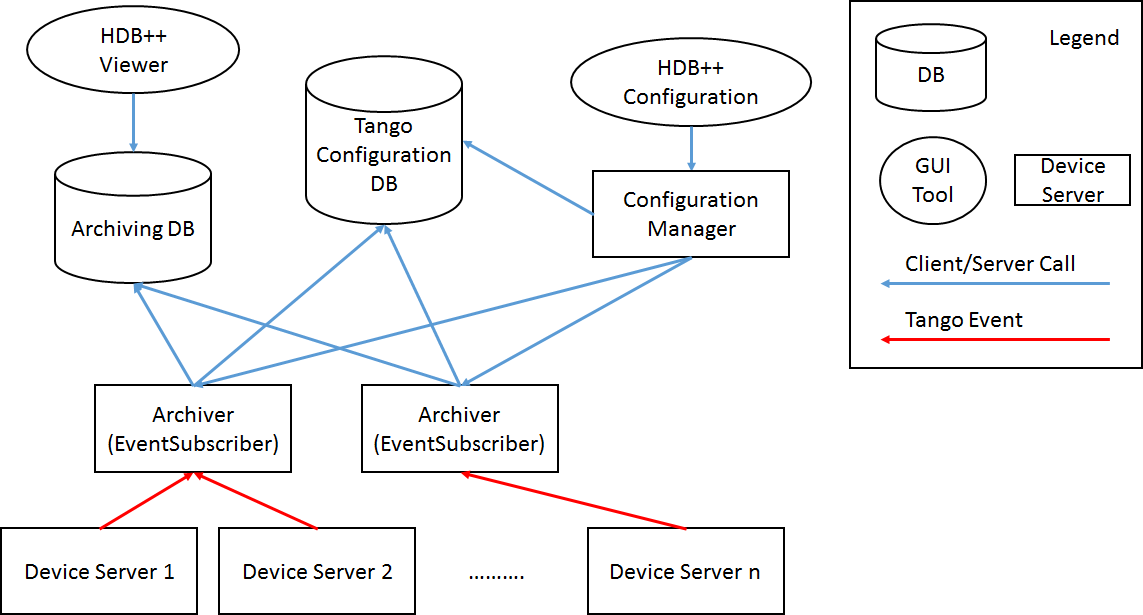 HDB++
Viewer
HDB++
Configuration
Tango
Configuration
DB
Archiving DB
Configuration
Manager
Archiver
(EventSubscriber)
Archiver
(EventSubscriber)
Device Server 1
Device Server 2
..........
Device Server n
Legend
DB
GUI
Tool
Device
Server
Client/Server Call
Tango Event